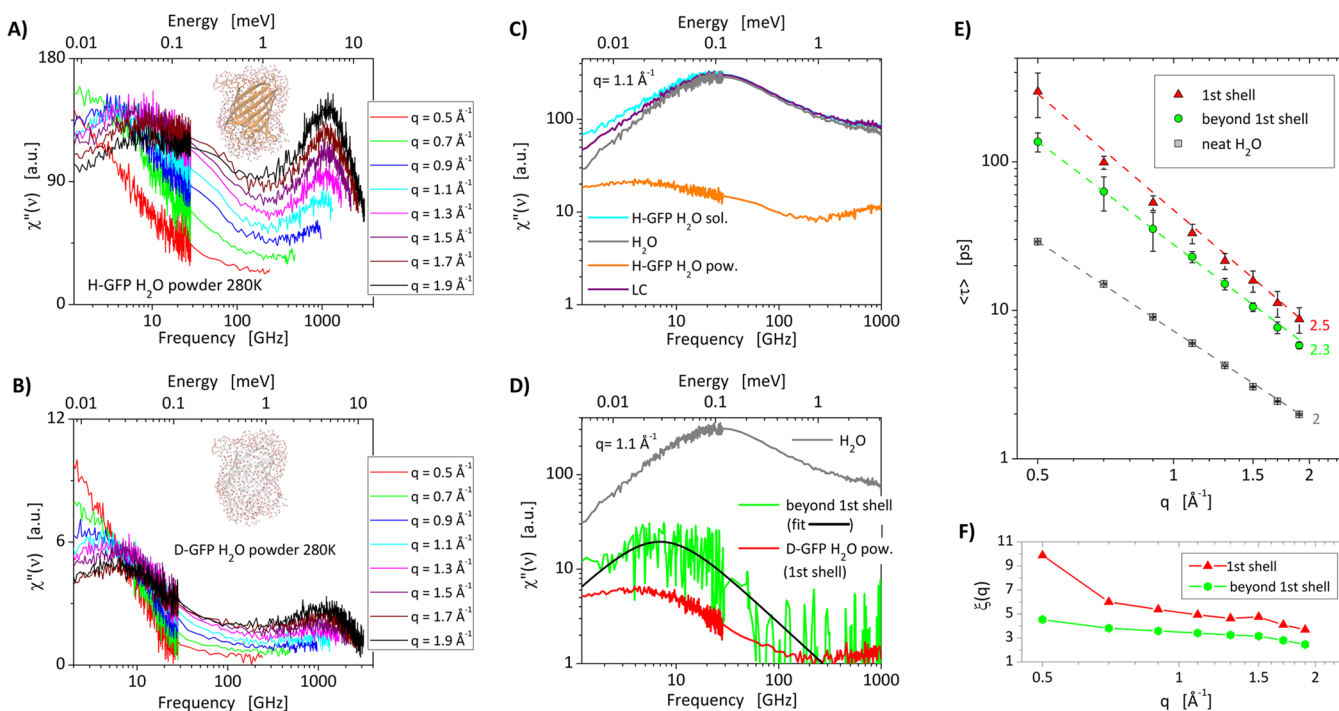 A)
Energy [meV]
0.01 0.1 1 10
180
90
0
χ''(ν) [a.u.]
H-GFP H₂O powder 280K
10 100 1000
Frequency [GHz]
q = 0.5 Å⁻¹
q = 0.7 Å⁻¹
q = 0.9 Å⁻¹
q = 1.1 Å⁻¹
q = 1.3 Å⁻¹
q = 1.5 Å⁻¹
q = 1.7 Å⁻¹
q = 1.9 Å⁻¹
B)
Energy [meV]
0.01 0.1 1 10
12
6
0
χ''(ν) [a.u.]
D-GFP H₂O powder 280K
10 100 1000
Frequency [GHz]
q = 0.5 Å⁻¹
q = 0.7 Å⁻¹
q = 0.9 Å⁻¹
q = 1.1 Å⁻¹
q = 1.3 Å⁻¹
q = 1.5 Å⁻¹
q = 1.7 Å⁻¹
q = 1.9 Å⁻¹
C)
Energy [meV]
0.01 0.1 1
q= 1.1 Å⁻¹
100
10
1
χ''(ν) [a.u.]
H-GFP H₂O sol.
H₂O
H-GFP H₂O pow.
LC
10 100 1000
Frequency [GHz]
D)
Energy [meV]
0.01 0.1 1
q= 1.1 Å⁻¹
H₂O
100
10
1
χ''(ν) [a.u.]
beyond 1st shell
(fit )
D-GFP H₂O pow.
(1st shell)
10 100 1000
Frequency [GHz]
E)
1st shell
beyond 1st shell
neat H₂O
100
10
1
<τ> [ps]
2.5
2.3
2
0.5 1 1.5 2
q [Å⁻¹]
F)
11
9
7
5
3
1
ξ(q)
1st shell
beyond 1st shell
0.5 1 1.5 2
q [Å⁻¹]